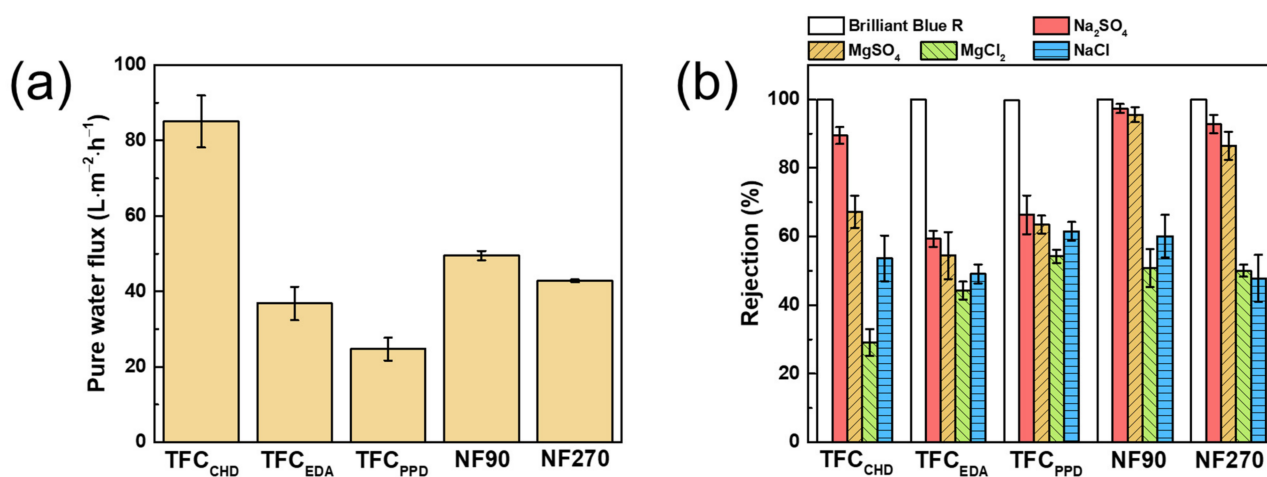 (a)
Pure water flux (L·m⁻²·h⁻¹)
100
80
60
40
20
0
TFC_CHD TFC_EDA TFC_PPD NF90 NF270
(b)
Brilliant Blue R Na₂SO₄
MgSO₄ MgCl₂ NaCl
Rejection (%)
100
80
60
40
20
0
TFC_CHD TFC_EDA TFC_PPD NF90 NF270